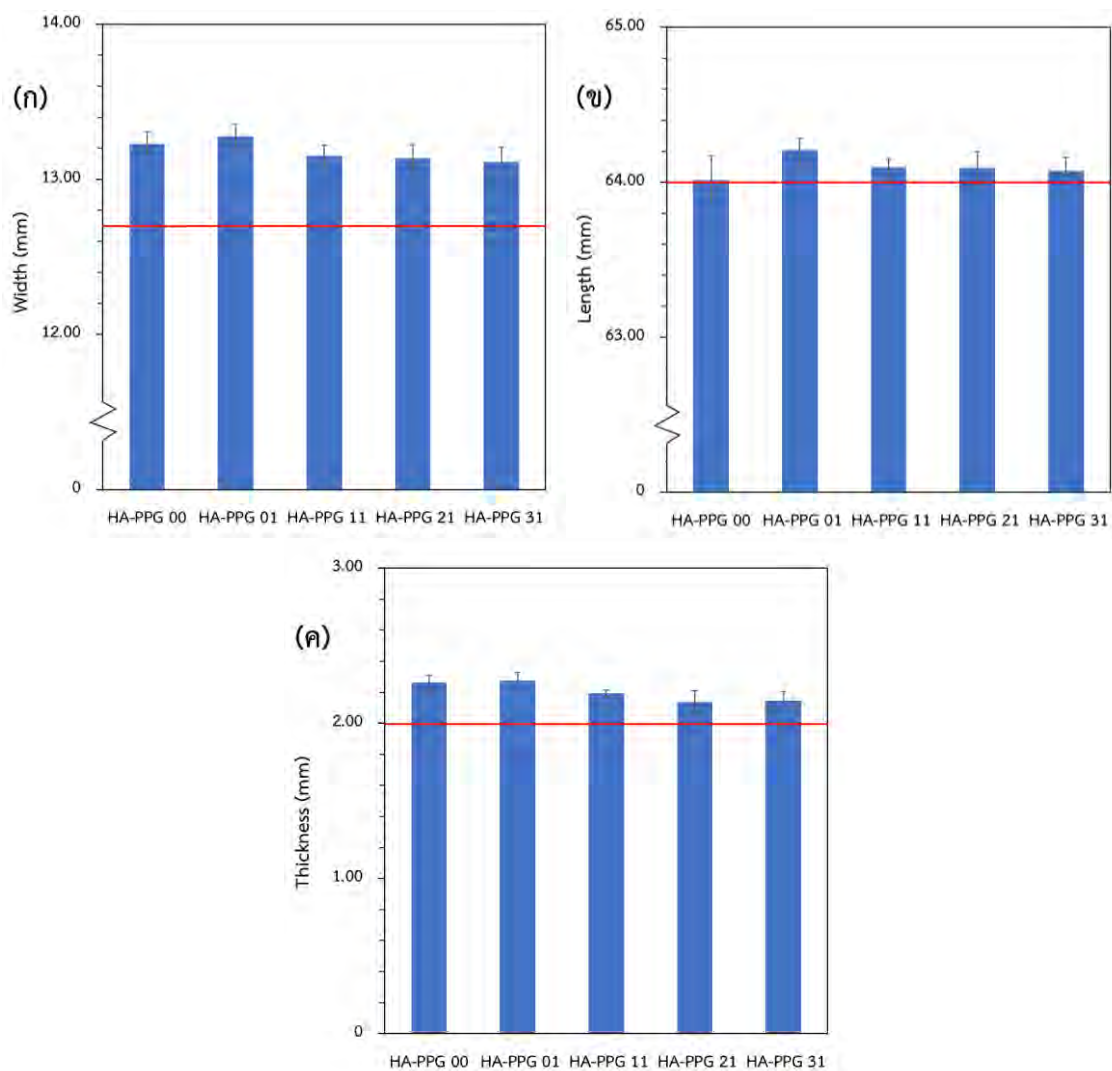 (ก)
Width (mm)
14.00
13.00
12.00
0
HA-PPG 00 HA-PPG 01 HA-PPG 11 HA-PPG 21 HA-PPG 31
(ข)
Length (mm)
65.00
64.00
63.00
0
HA-PPG 00 HA-PPG 01 HA-PPG 11 HA-PPG 21 HA-PPG 31
(ค)
Thickness (mm)
3.00
2.00
1.00
0
HA-PPG 00 HA-PPG 01 HA-PPG 11 HA-PPG 21 HA-PPG 31